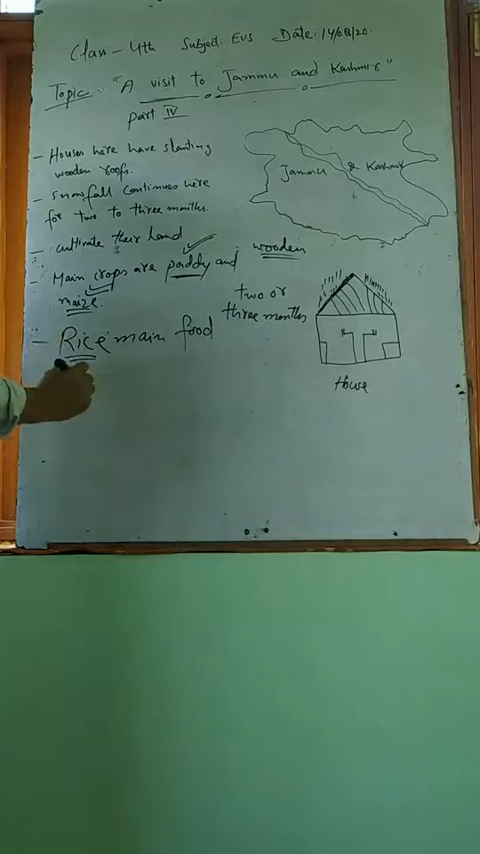 Class - 4th Subject: EVS Date: 14/08/20.
Topic: "A visit to Jammu and Kashmir"
part IV
- Houses here have slanting
wooden roofs.
- Snowfall continues here
for two to three months.
- cultivate their land
- Main crops are paddy and
maize.
- Rice main food
wooden
two or
three months
Jammu & Kashmir
House